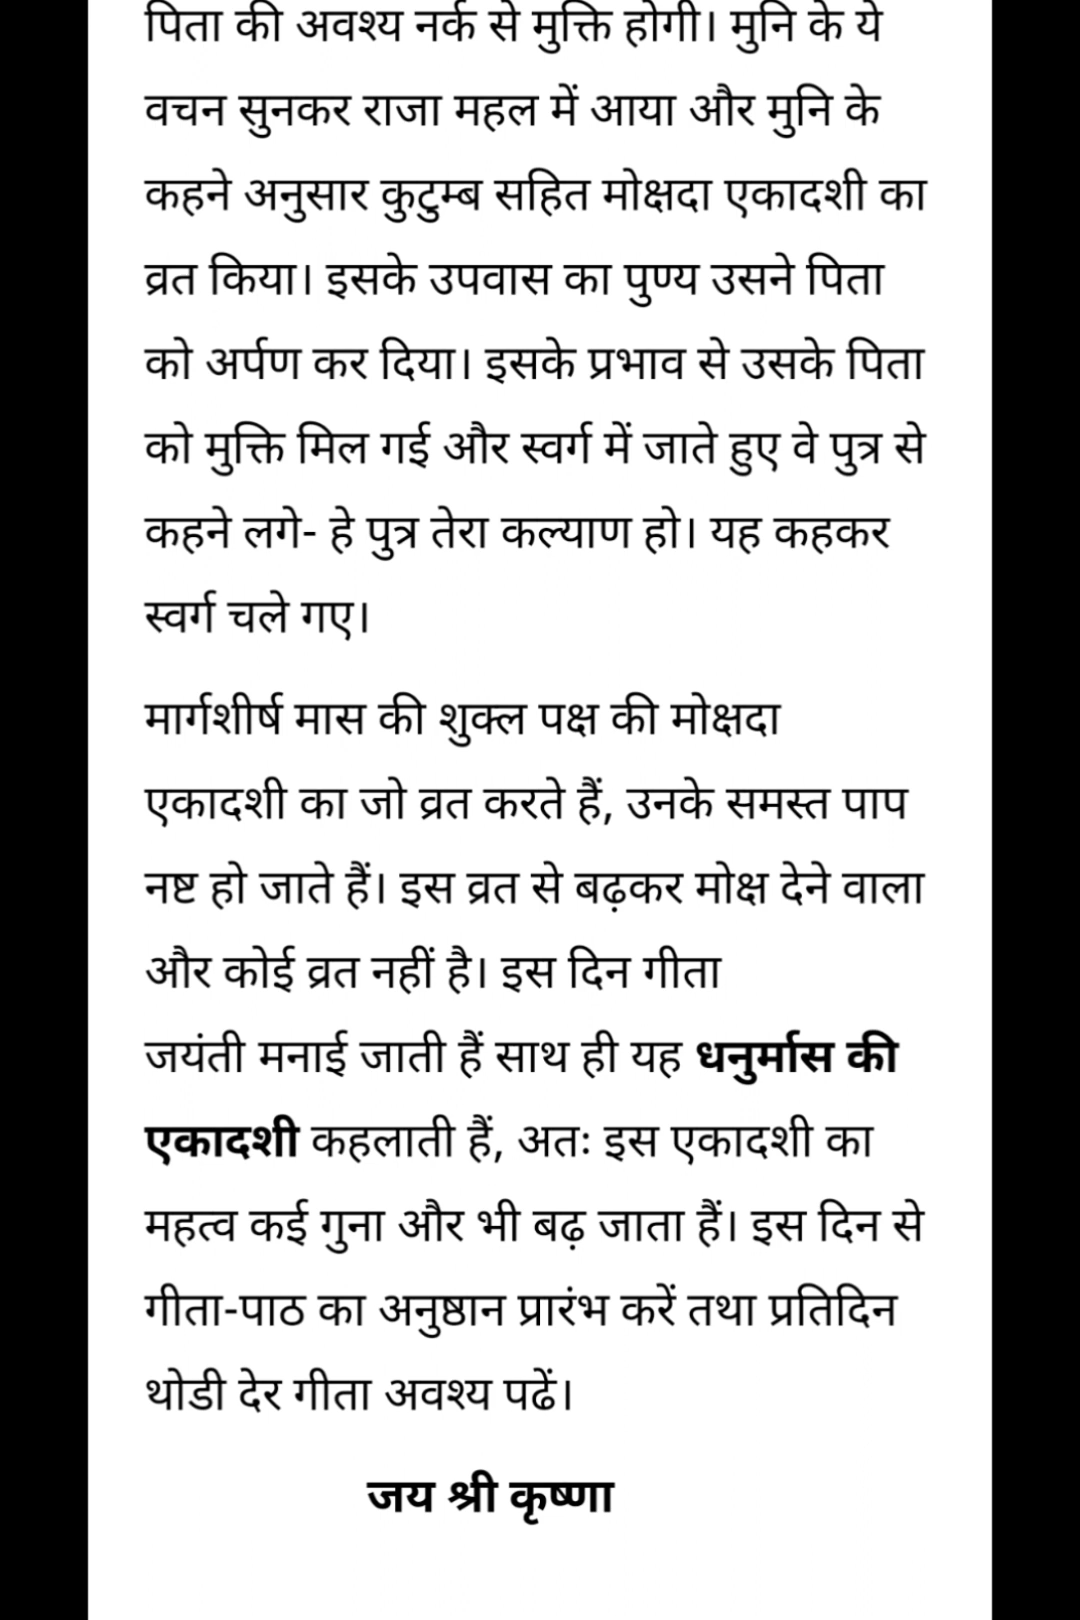 पिता की अवश्य नर्क से मुक्ति होगी। मुनि के ये
वचन सुनकर राजा महल में आया और मुनि के
कहने अनुसार कुटुम्ब सहित मोक्षदा एकादशी का
व्रत किया। इसके उपवास का पुण्य उसने पिता
को अर्पण कर दिया। इसके प्रभाव से उसके पिता
को मुक्ति मिल गई और स्वर्ग में जाते हुए वे पुत्र से
कहने लगे- हे पुत्र तेरा कल्याण हो। यह कहकर
स्वर्ग चले गए।
मार्गशीर्ष मास की शुक्ल पक्ष की मोक्षदा
एकादशी का जो व्रत करते हैं, उनके समस्त पाप
नष्ट हो जाते हैं। इस व्रत से बढ़कर मोक्ष देने वाला
और कोई व्रत नहीं है। इस दिन गीता
जयंती मनाई जाती हैं साथ ही यह धनुर्मास की
एकादशी कहलाती हैं, अतः इस एकादशी का
महत्व कई गुना और भी बढ़ जाता हैं। इस दिन से
गीता-पाठ का अनुष्ठान प्रारंभ करें तथा प्रतिदिन
थोडी देर गीता अवश्य पढें।
जय श्री कृष्णा